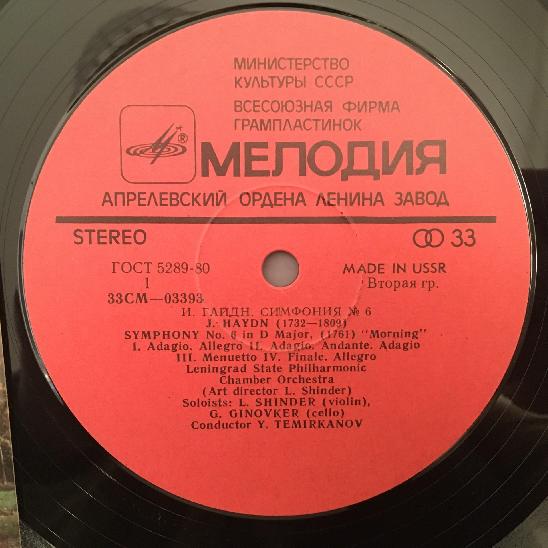 МИНИСТЕРСТВО
КУЛЬТУРЫ СССР
ВСЕСОЮЗНАЯ ФИРМА
ГРАМПЛАСТИНОК
®
МЕЛОДИЯ
АПРЕЛЕВСКИЙ ОРДЕНА ЛЕНИНА ЗАВОД
STEREO 33
ГОСТ 5289-80 MADE IN USSR
1 Вторая гр.
33СМ—03393
И. ГАЙДН. СИМФОНИЯ № 6
J. HAYDN (1732—1809)
SYMPHONY No. 6 in D Major, (1761) "Morning"
I. Adagio. Allegro II. Adagio. Andante. Adagio
III. Menuetto IV. Finale. Allegro
Leningrad State Philharmonic
Chamber Orchestra
(Art director L. Shinder)
Soloists: L. SHINDER (violin),
G. GINOVKER (cello)
Conductor Y. TEMIRKANOV